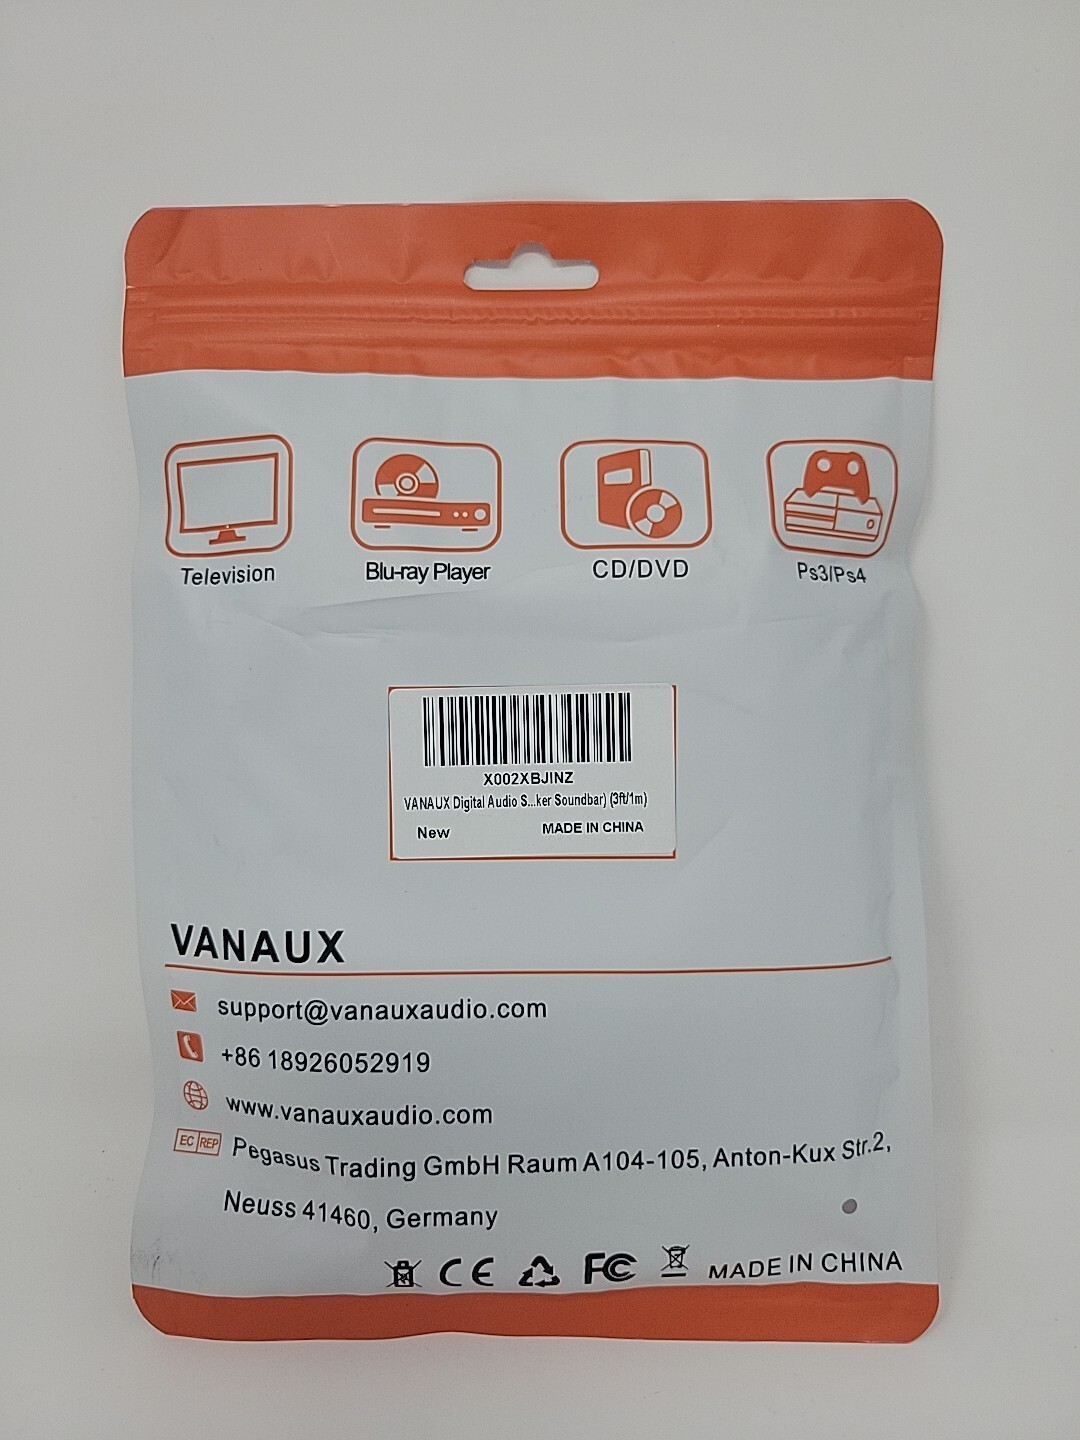 Television
Blu-ray Player
CD/DVD
Ps3/Ps4
X002XBJINZ
VANAUX Digital Audio S...ker Soundbar) (3ft/1m)
New
MADE IN CHINA
VANAUX
support@vanauxaudio.com
+86 18926052919
www.vanauxaudio.com
EC REP Pegasus Trading GmbH Raum A104-105, Anton-Kux Str.2,
Neuss 41460, Germany
CE FC MADE IN CHINA